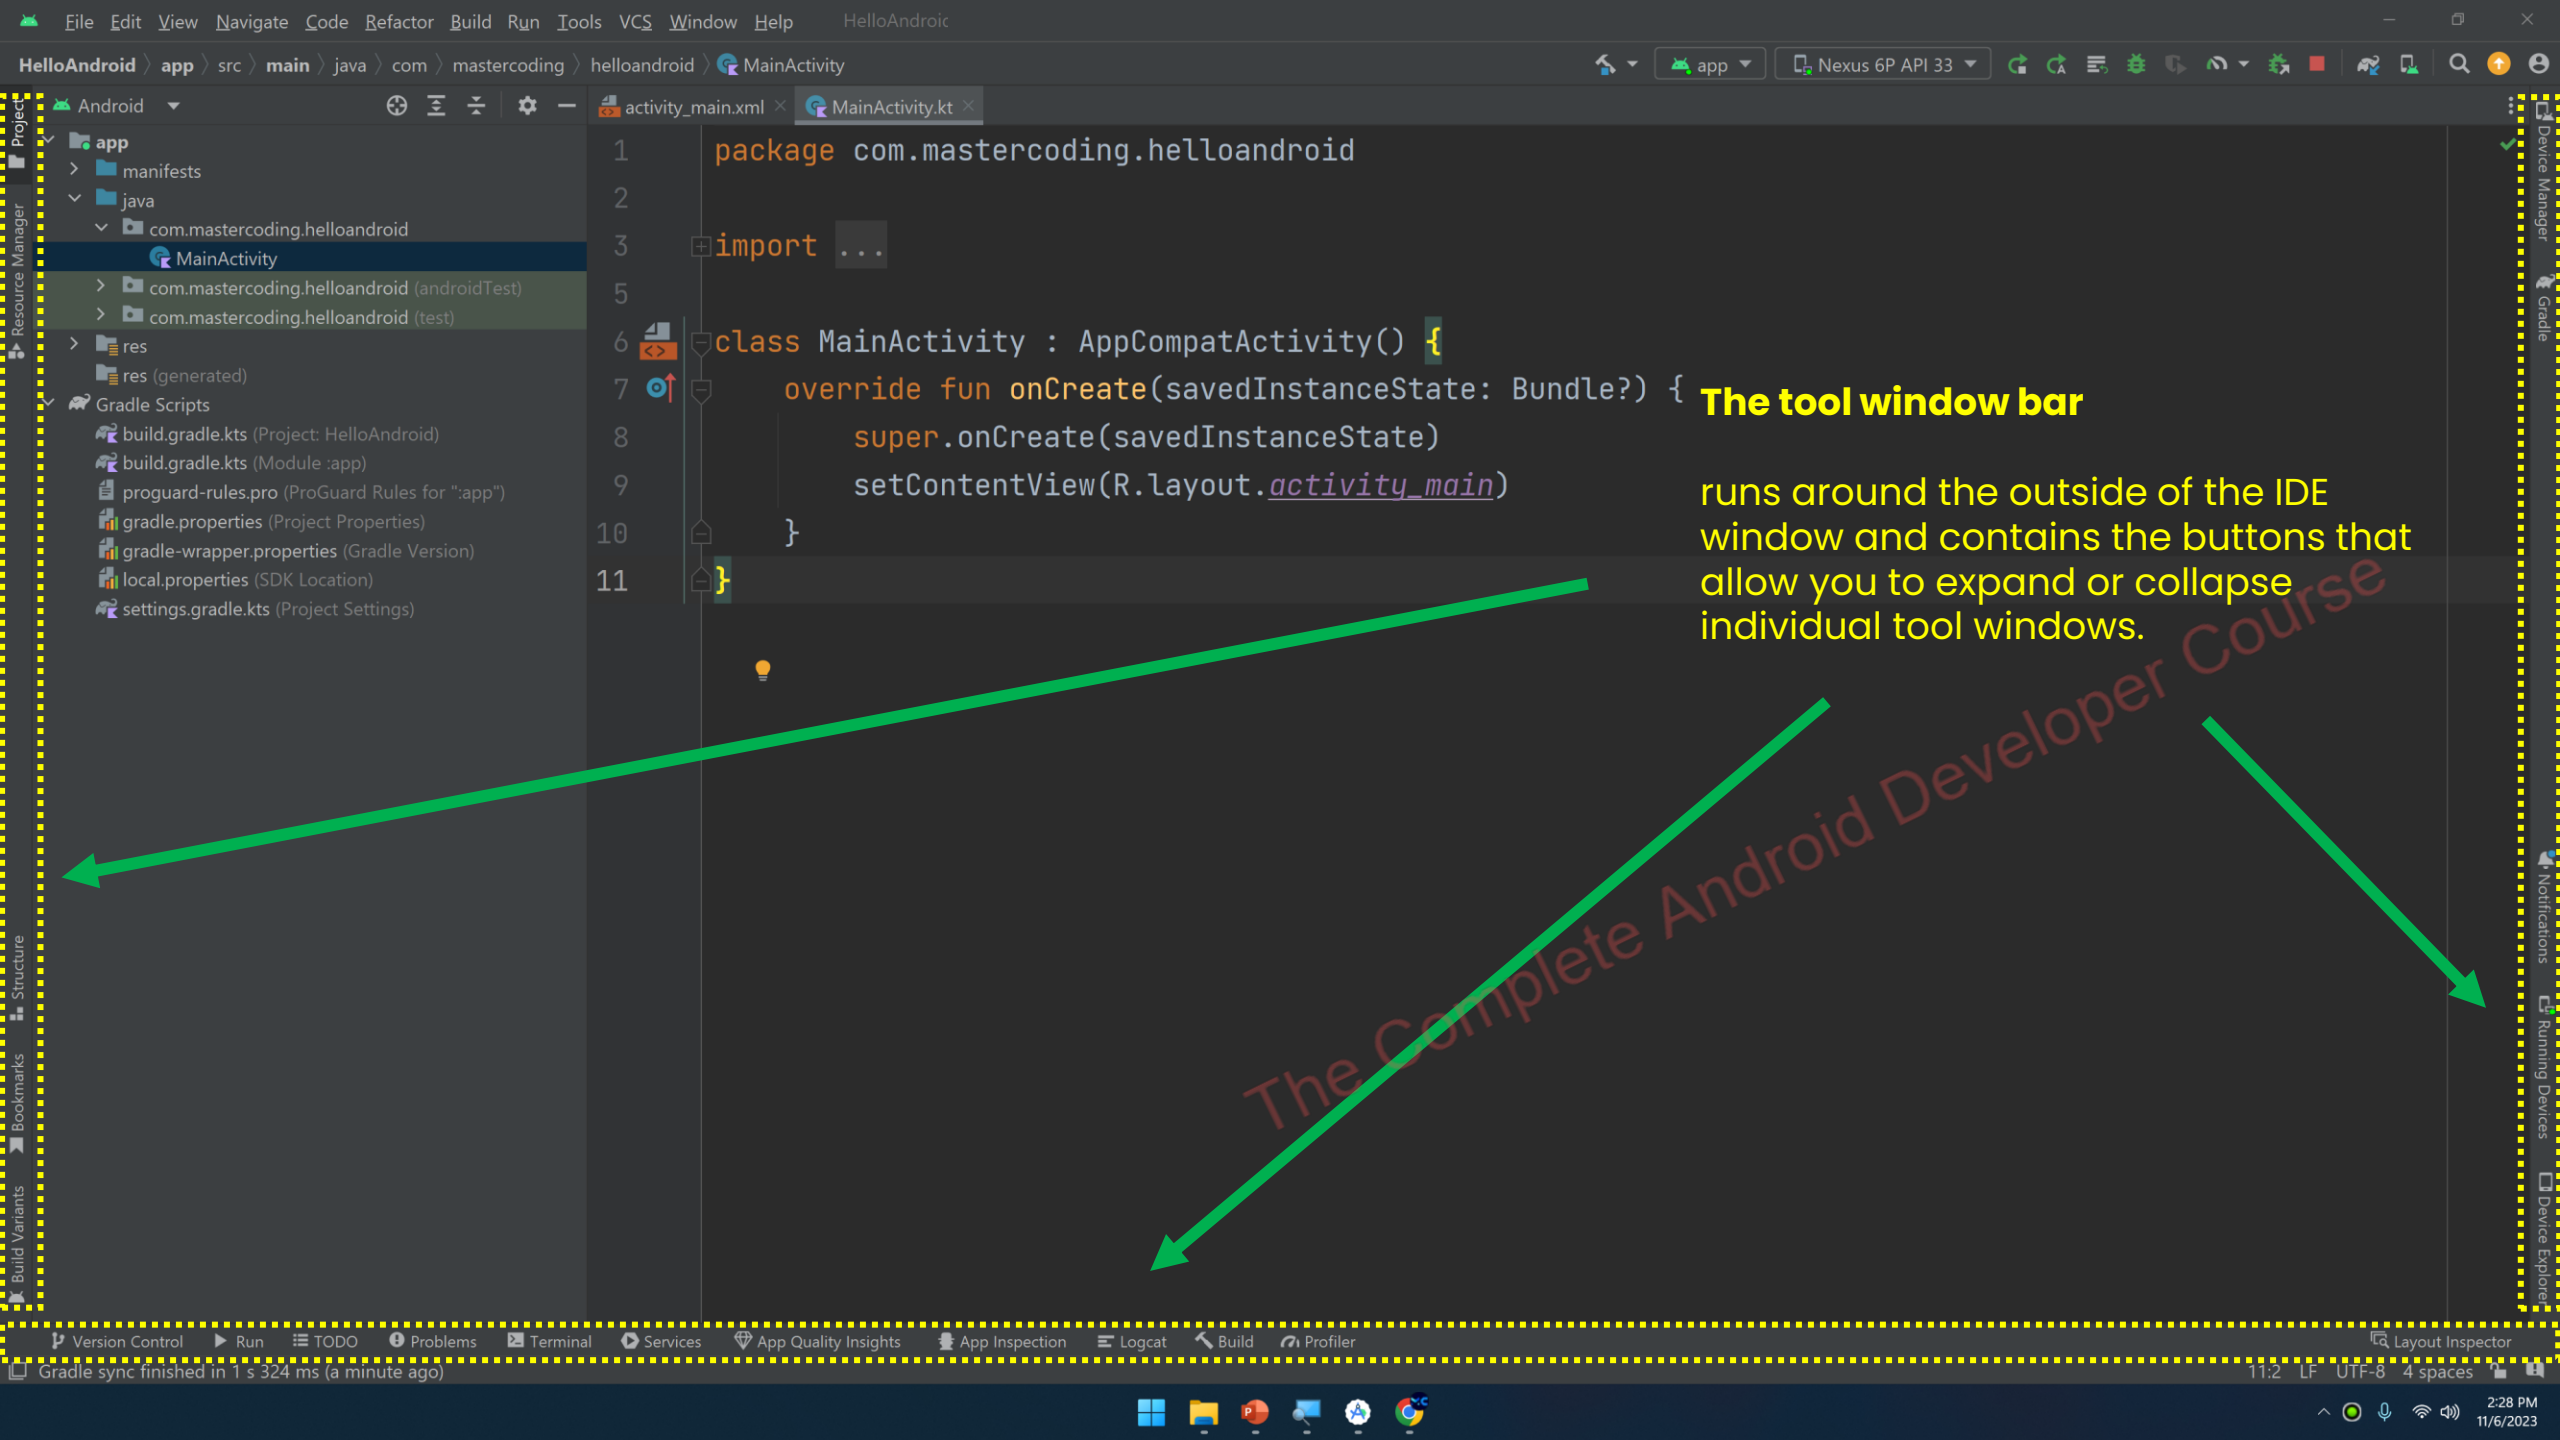 File Edit View Navigate Code Refactor Build Run Tools VCS Window Help HelloAndroid
HelloAndroid app src main java com mastercoding helloandroid MainActivity
app Nexus 6P API 33
Android
activity_main.xml MainActivity.kt
Project
Resource Manager
Structure
Bookmarks
Build Variants
app
manifests
java
com.mastercoding.helloandroid
MainActivity
com.mastercoding.helloandroid (androidTest)
com.mastercoding.helloandroid (test)
res
res (generated)
Gradle Scripts
build.gradle.kts (Project: HelloAndroid)
build.gradle.kts (Module :app)
proguard-rules.pro (ProGuard Rules for ":app")
gradle.properties (Project Properties)
gradle-wrapper.properties (Gradle Version)
local.properties (SDK Location)
settings.gradle.kts (Project Settings)
1 package com.mastercoding.helloandroid
2
3 import ...
5
6 class MainActivity : AppCompatActivity() {
7 override fun onCreate(savedInstanceState: Bundle?) {
8 super.onCreate(savedInstanceState)
9 setContentView(R.layout.activity_main)
10 }
11 }
The tool window bar
runs around the outside of the IDE
window and contains the buttons that
allow you to expand or collapse
individual tool windows.
The Complete Android Developer Course
Device Manager
Gradle
Notifications
Running Devices
Device Explorer
Version Control Run TODO Problems Terminal Services App Quality Insights App Inspection Logcat Build Profiler Layout Inspector
Gradle sync finished in 1 s 324 ms (a minute ago) 11:2 LF UTF-8 4 spaces
2:28 PM
11/6/2023